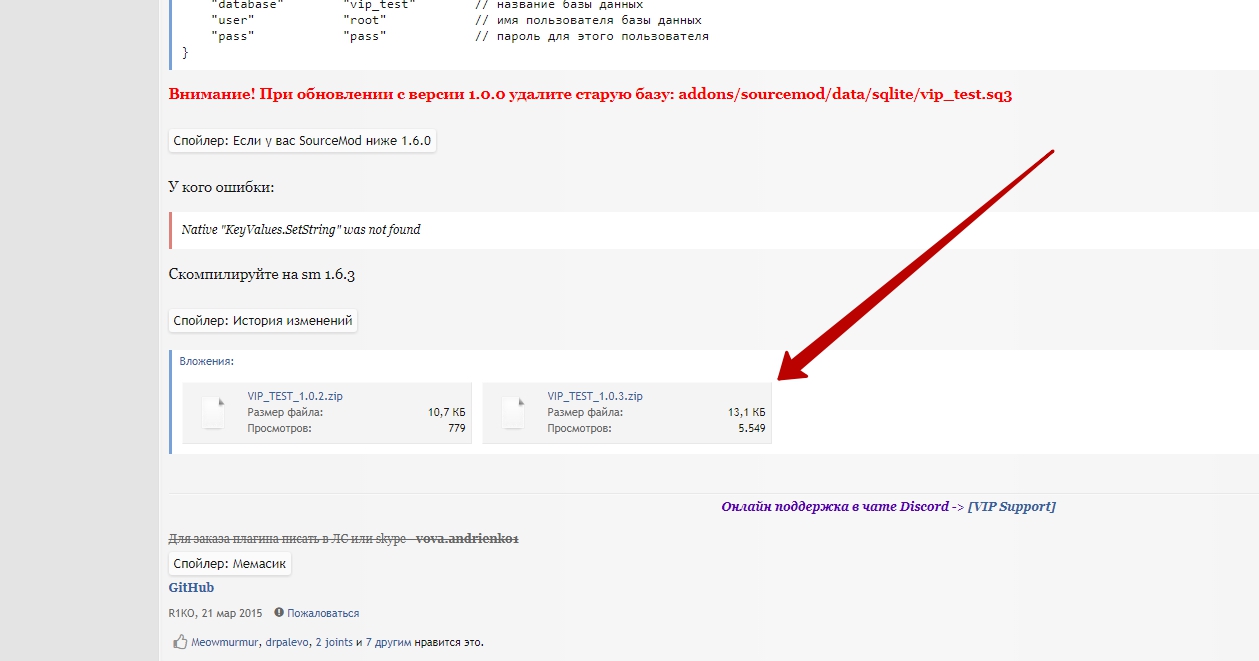 "database" "vip_test" // название базы данных
"user" "root" // имя пользователя базы данных
"pass" "pass" // пароль для этого пользователя
}
Внимание! При обновлении с версии 1.0.0 удалите старую базу: addons/sourcemod/data/sqlite/vip_test.sq3
Спойлер: Если у вас SourceMod ниже 1.6.0
У кого ошибки:
Native "KeyValues.SetString" was not found
Скомпилируйте на sm 1.6.3
Спойлер: История изменений
Вложения:
VIP_TEST_1.0.2.zip
Размер файла: 10,7 КБ
Просмотров: 779
VIP_TEST_1.0.3.zip
Размер файла: 13,1 КБ
Просмотров: 5.549
Онлайн поддержка в чате Discord -> [VIP Support]
Для заказа плагина писать в ЛС или skype - vova.andrienko1
Спойлер: Мемасик
GitHub
R1KO, 21 мар 2015 Пожаловаться
Meowmurmur, drpalevo, 2 joints и 7 другим нравится это.